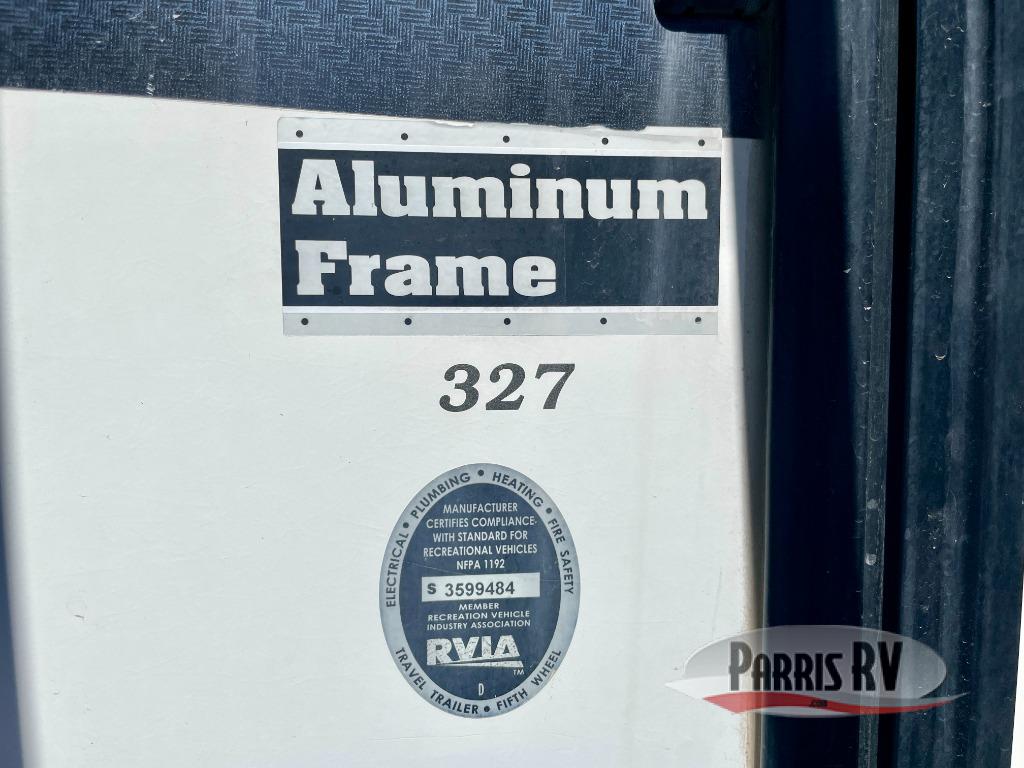 Aluminum
Frame
327
ELECTRICAL • PLUMBING • HEATING • FIRE SAFETY
MANUFACTURER
CERTIFIES COMPLIANCE
WITH STANDARD FOR
RECREATIONAL VEHICLES
NFPA 1192
S 3599484
MEMBER
RECREATION VEHICLE
INDUSTRY ASSOCIATION
RVIA
TM
D
TRAVEL TRAILER • FIFTH WHEEL
PARRIS RV
.com